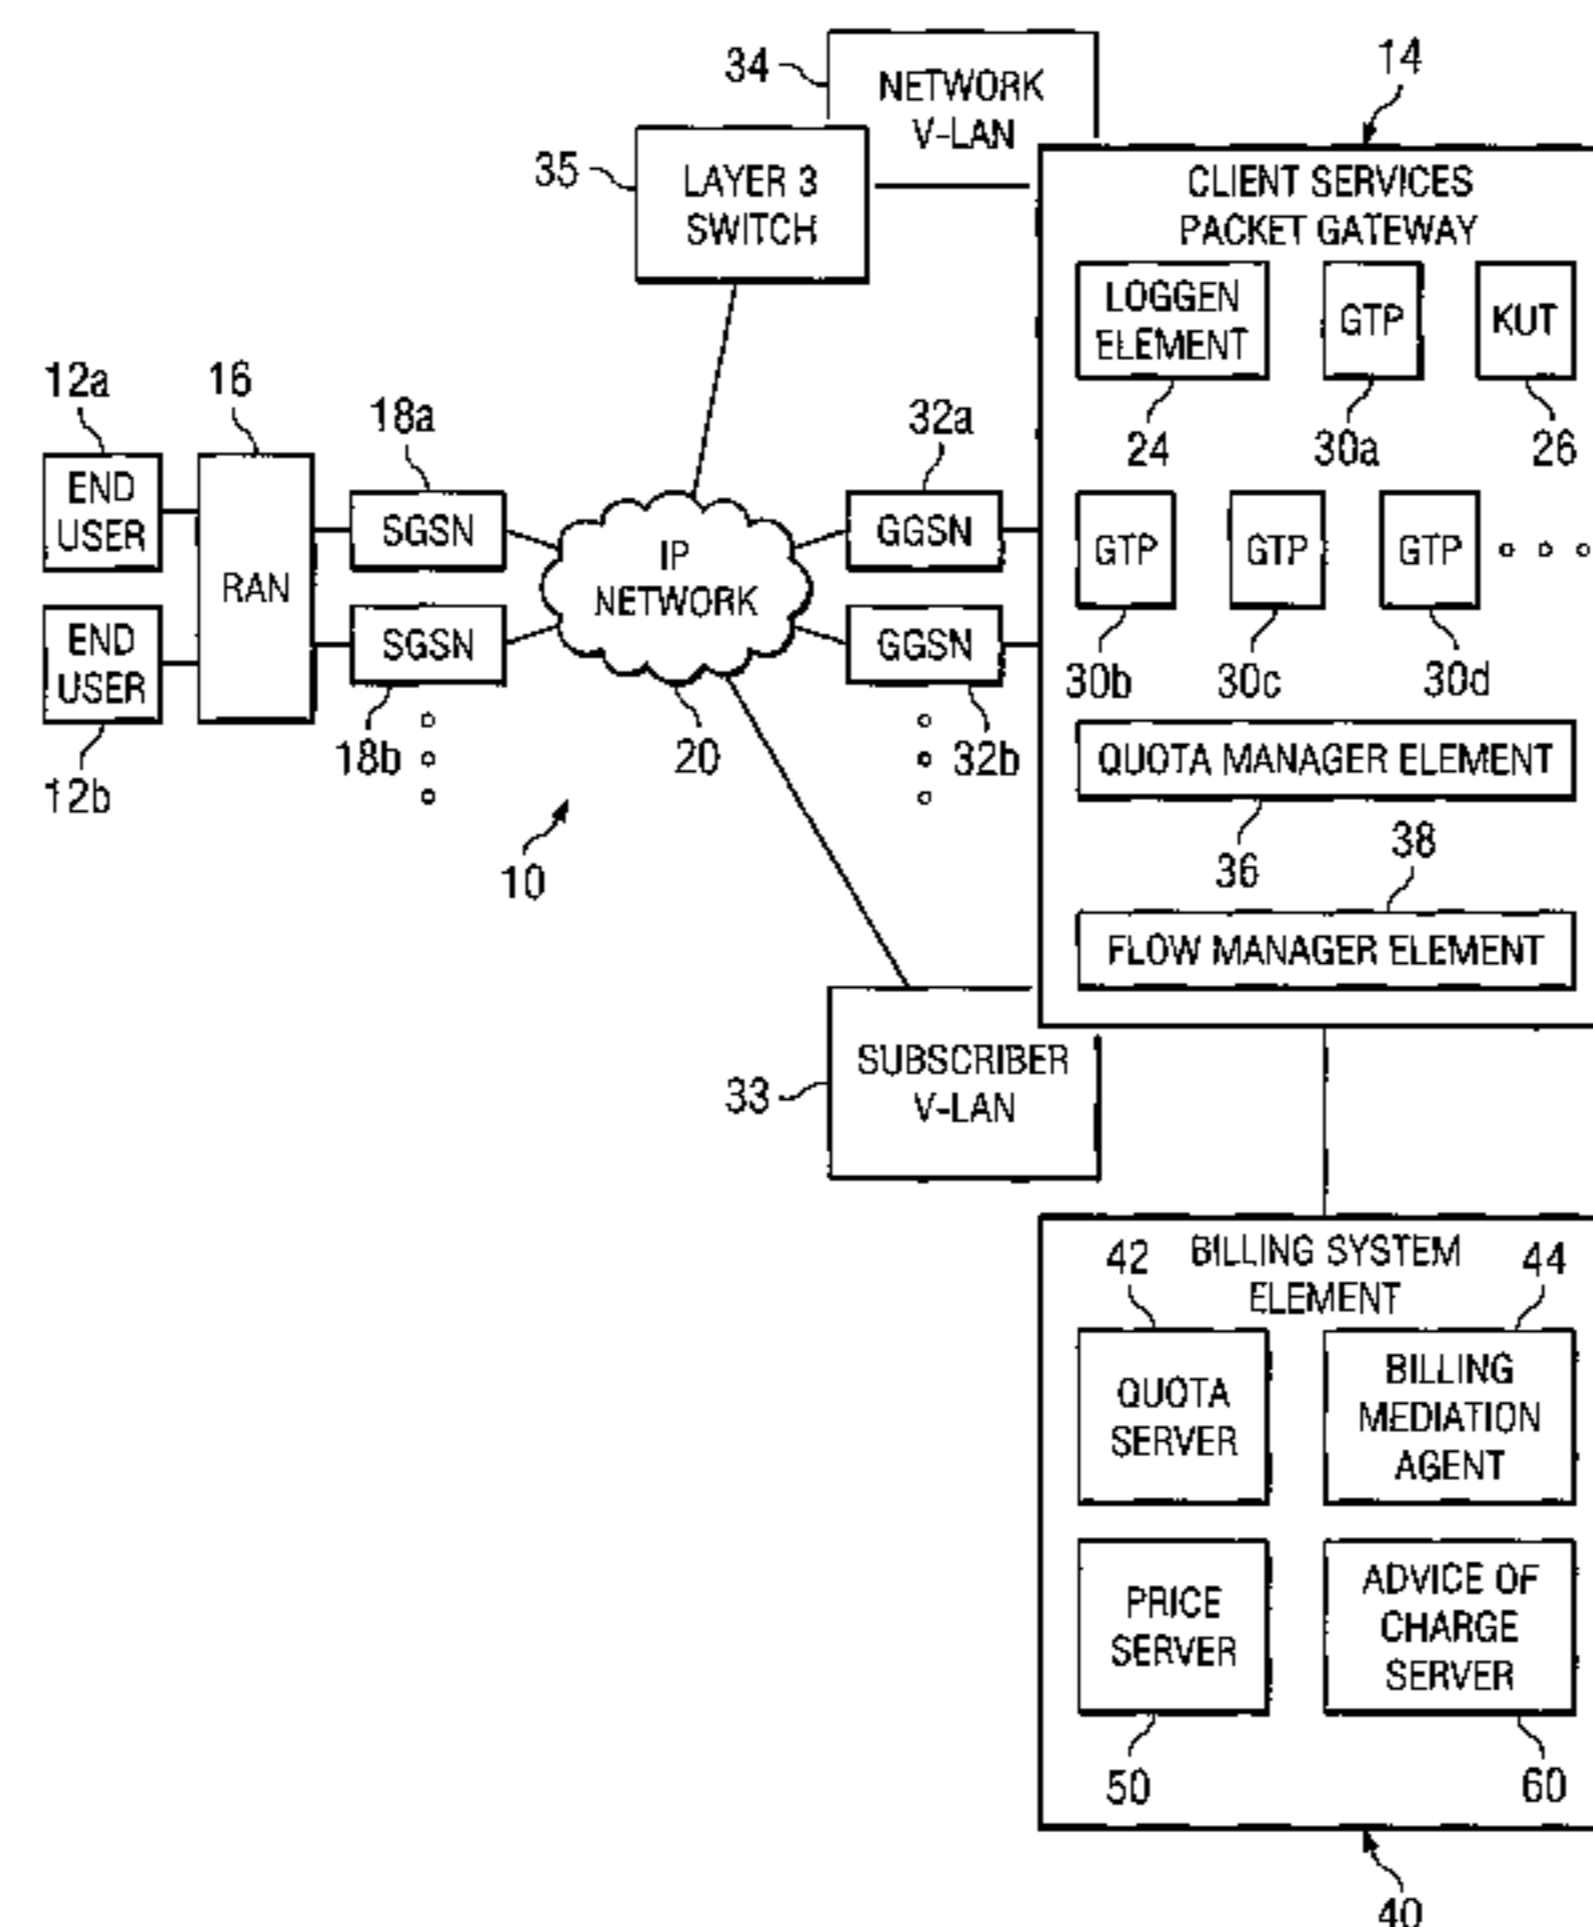 34
NETWORK
V-LAN
14
35
LAYER 3
SWITCH
CLIENT SERVICES
PACKET GATEWAY
LOGGEN
ELEMENT
GTP
KUT
24
30a
26
12a
16
18a
32a
END
USER
RAN
SGSN
IP
NETWORK
GGSN
GTP
GTP
GTP
END
USER
SGSN
GGSN
30b
30c
30d
12b
18b
20
32b
QUOTA MANAGER ELEMENT
10
36
38
FLOW MANAGER ELEMENT
33
SUBSCRIBER
V-LAN
42
BILLING SYSTEM
ELEMENT
44
QUOTA
SERVER
BILLING
MEDIATION
AGENT
PRICE
SERVER
ADVICE OF
CHARGE
SERVER
50
60
40